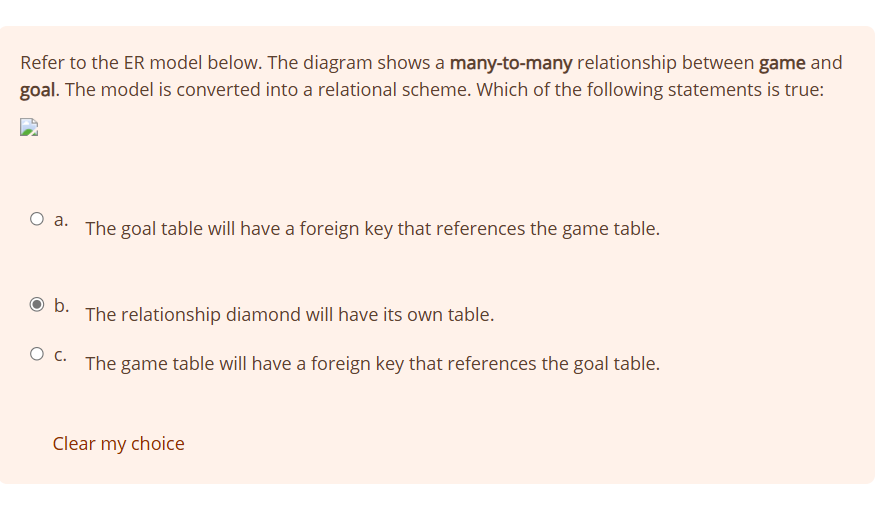 Refer to the ER model below. The diagram shows a many-to-many relationship between game and
goal. The model is converted into a relational scheme. Which of the following statements is true:
a. The goal table will have a foreign key that references the game table.
b. The relationship diamond will have its own table.
c. The game table will have a foreign key that references the goal table.
Clear my choice